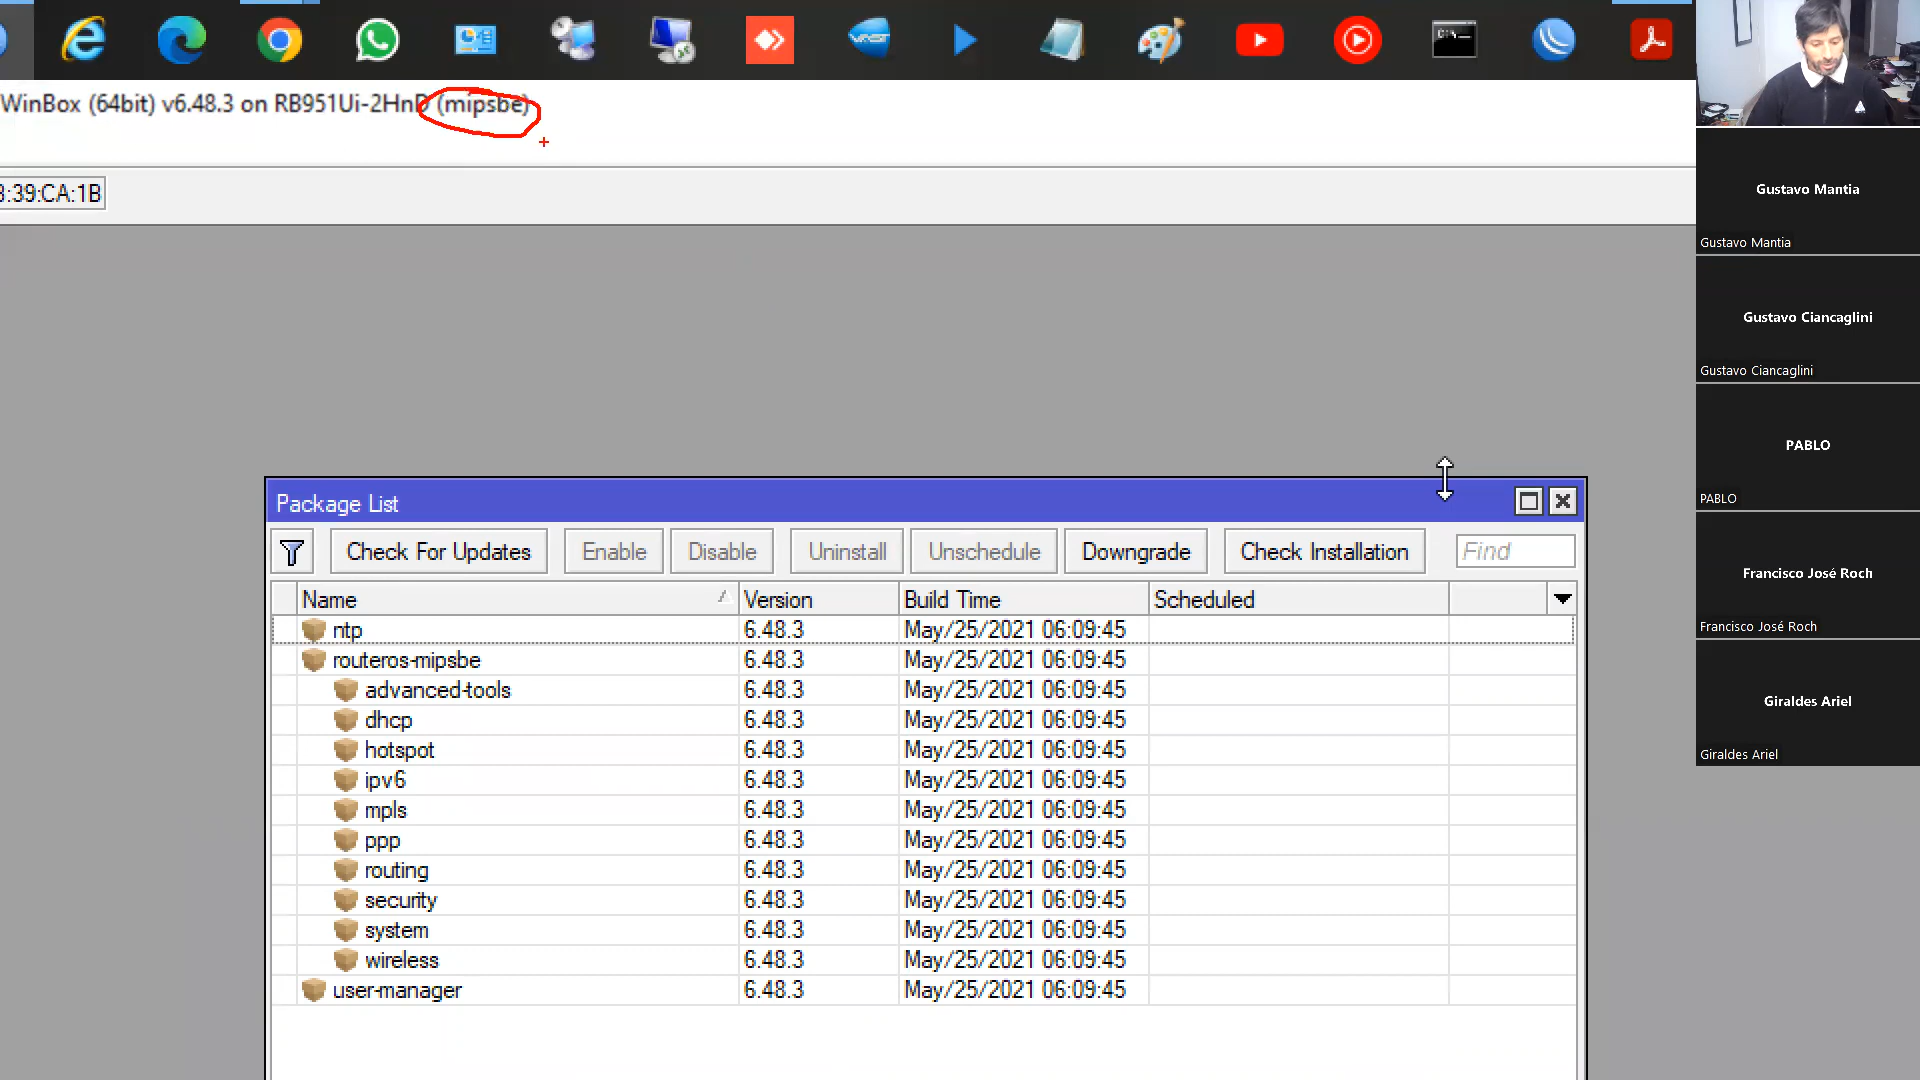 WinBox (64bit) v6.48.3 on RB951Ui-2HnD (mipsbe)
3:39:CA:1B
Package List
Check For Updates Enable Disable Uninstall Unschedule Downgrade Check Installation Find
Name Version Build Time Scheduled
ntp 6.48.3 May/25/2021 06:09:45
routeros-mipsbe 6.48.3 May/25/2021 06:09:45
advanced-tools 6.48.3 May/25/2021 06:09:45
dhcp 6.48.3 May/25/2021 06:09:45
hotspot 6.48.3 May/25/2021 06:09:45
ipv6 6.48.3 May/25/2021 06:09:45
mpls 6.48.3 May/25/2021 06:09:45
ppp 6.48.3 May/25/2021 06:09:45
routing 6.48.3 May/25/2021 06:09:45
security 6.48.3 May/25/2021 06:09:45
system 6.48.3 May/25/2021 06:09:45
wireless 6.48.3 May/25/2021 06:09:45
user-manager 6.48.3 May/25/2021 06:09:45
Gustavo Mantia
Gustavo Mantia
Gustavo Ciancaglini
Gustavo Ciancaglini
PABLO
PABLO
Francisco José Roch
Francisco José Roch
Giraldes Ariel
Giraldes Ariel